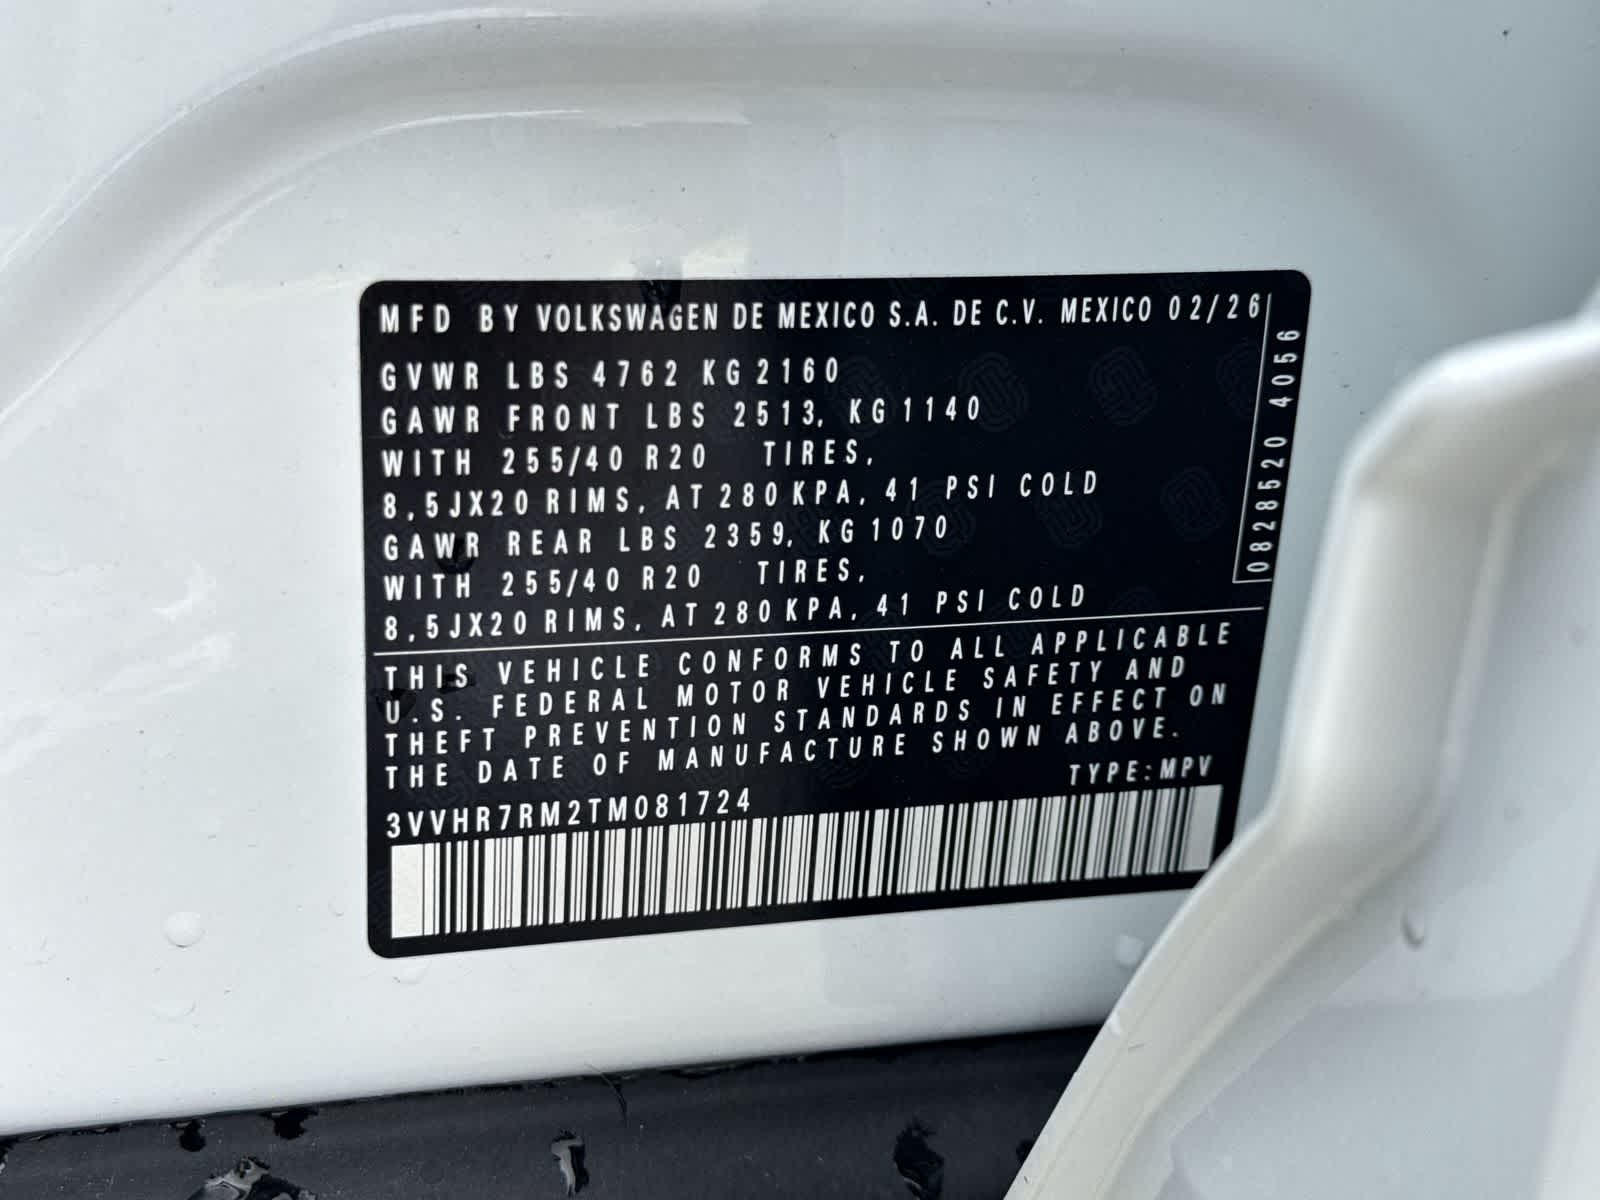 MFD BY VOLKSWAGEN DE MEXICO S.A. DE C.V. MEXICO 02/26
GVWR LBS 4762 KG 2160
GAWR FRONT LBS 2513, KG 1140
WITH 255/40 R20 TIRES,
8,5JX20 RIMS, AT 280 KPA, 41 PSI COLD
GAWR REAR LBS 2359, KG 1070
WITH 255/40 R20 TIRES,
8,5JX20 RIMS, AT 280 KPA, 41 PSI COLD
0828520 4056
THIS VEHICLE CONFORMS TO ALL APPLICABLE
U.S. FEDERAL MOTOR VEHICLE SAFETY AND
THEFT PREVENTION STANDARDS IN EFFECT ON
THE DATE OF MANUFACTURE SHOWN ABOVE.
TYPE:MPV
3VVHR7RM2TM081724